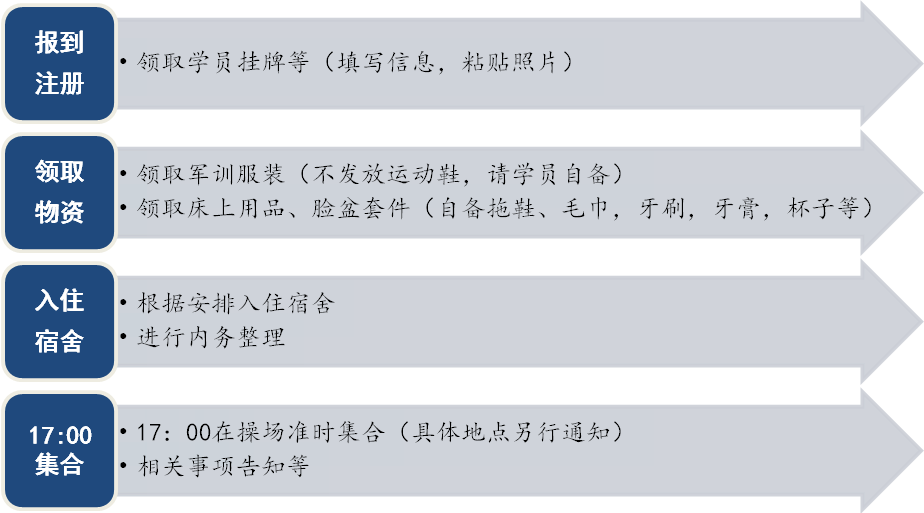 报到
注册
• 领取学员挂牌等（填写信息，粘贴照片）
领取
物资
• 领取军训服装（不发放运动鞋，请学员自备）
• 领取床上用品、脸盆套件（自备拖鞋、毛巾，牙刷，牙膏，杯子等）
入住
宿舍
• 根据安排入住宿舍
• 进行内务整理
17:00
集合
• 17：00在操场准时集合（具体地点另行通知）
• 相关事项告知等